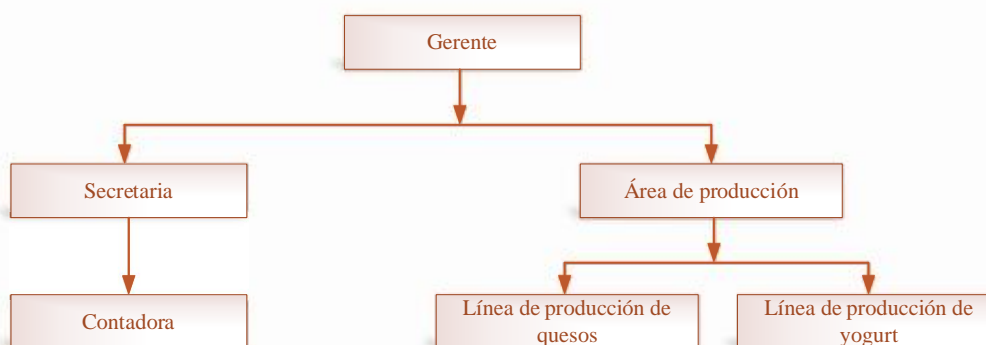 Gerente
Secretaria
Área de producción
Contadora
Línea de producción de
quesos
Línea de producción de
yogurt